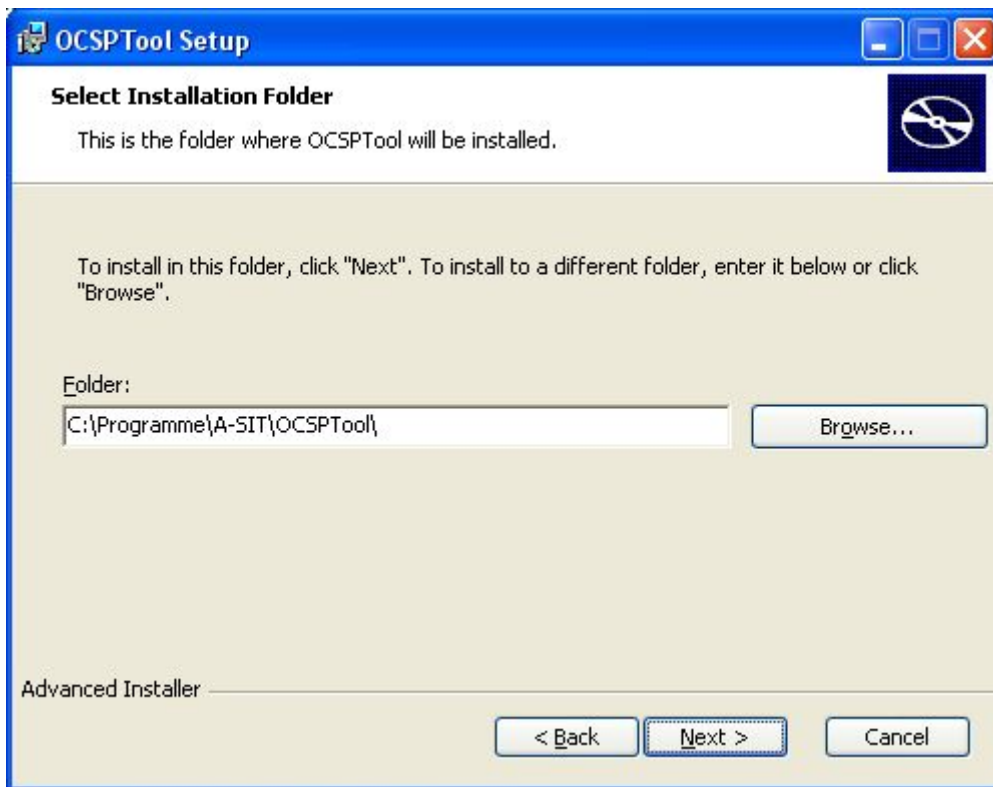 OCSPTool Setup
Select Installation Folder
This is the folder where OCSPTool will be installed.
To install in this folder, click "Next". To install to a different folder, enter it below or click
"Browse".
Folder:
C:\Programme\A-SIT\OCSPTool\
Browse...
Advanced Installer
< Back
Next >
Cancel